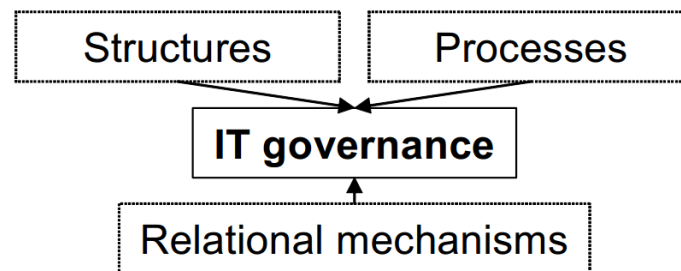 Structures
Processes
IT governance
Relational mechanisms